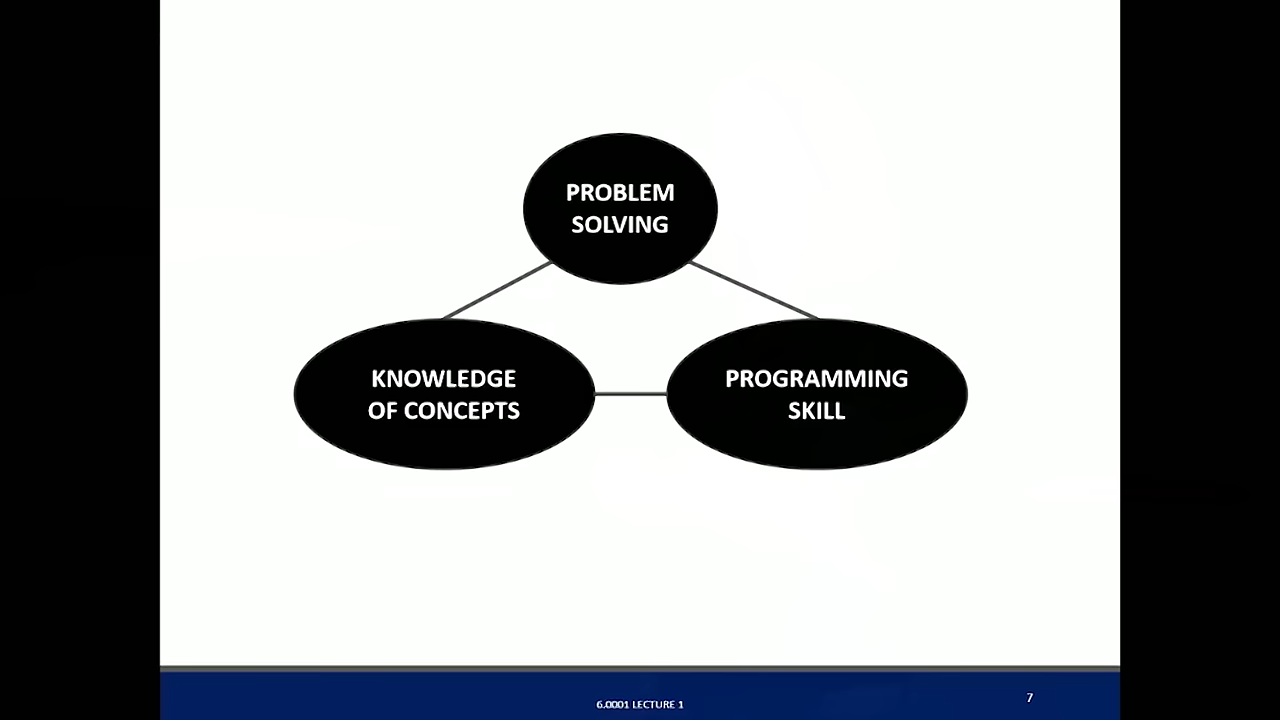 PROBLEM
SOLVING
KNOWLEDGE
OF CONCEPTS
PROGRAMMING
SKILL
6.0001 LECTURE 1
7